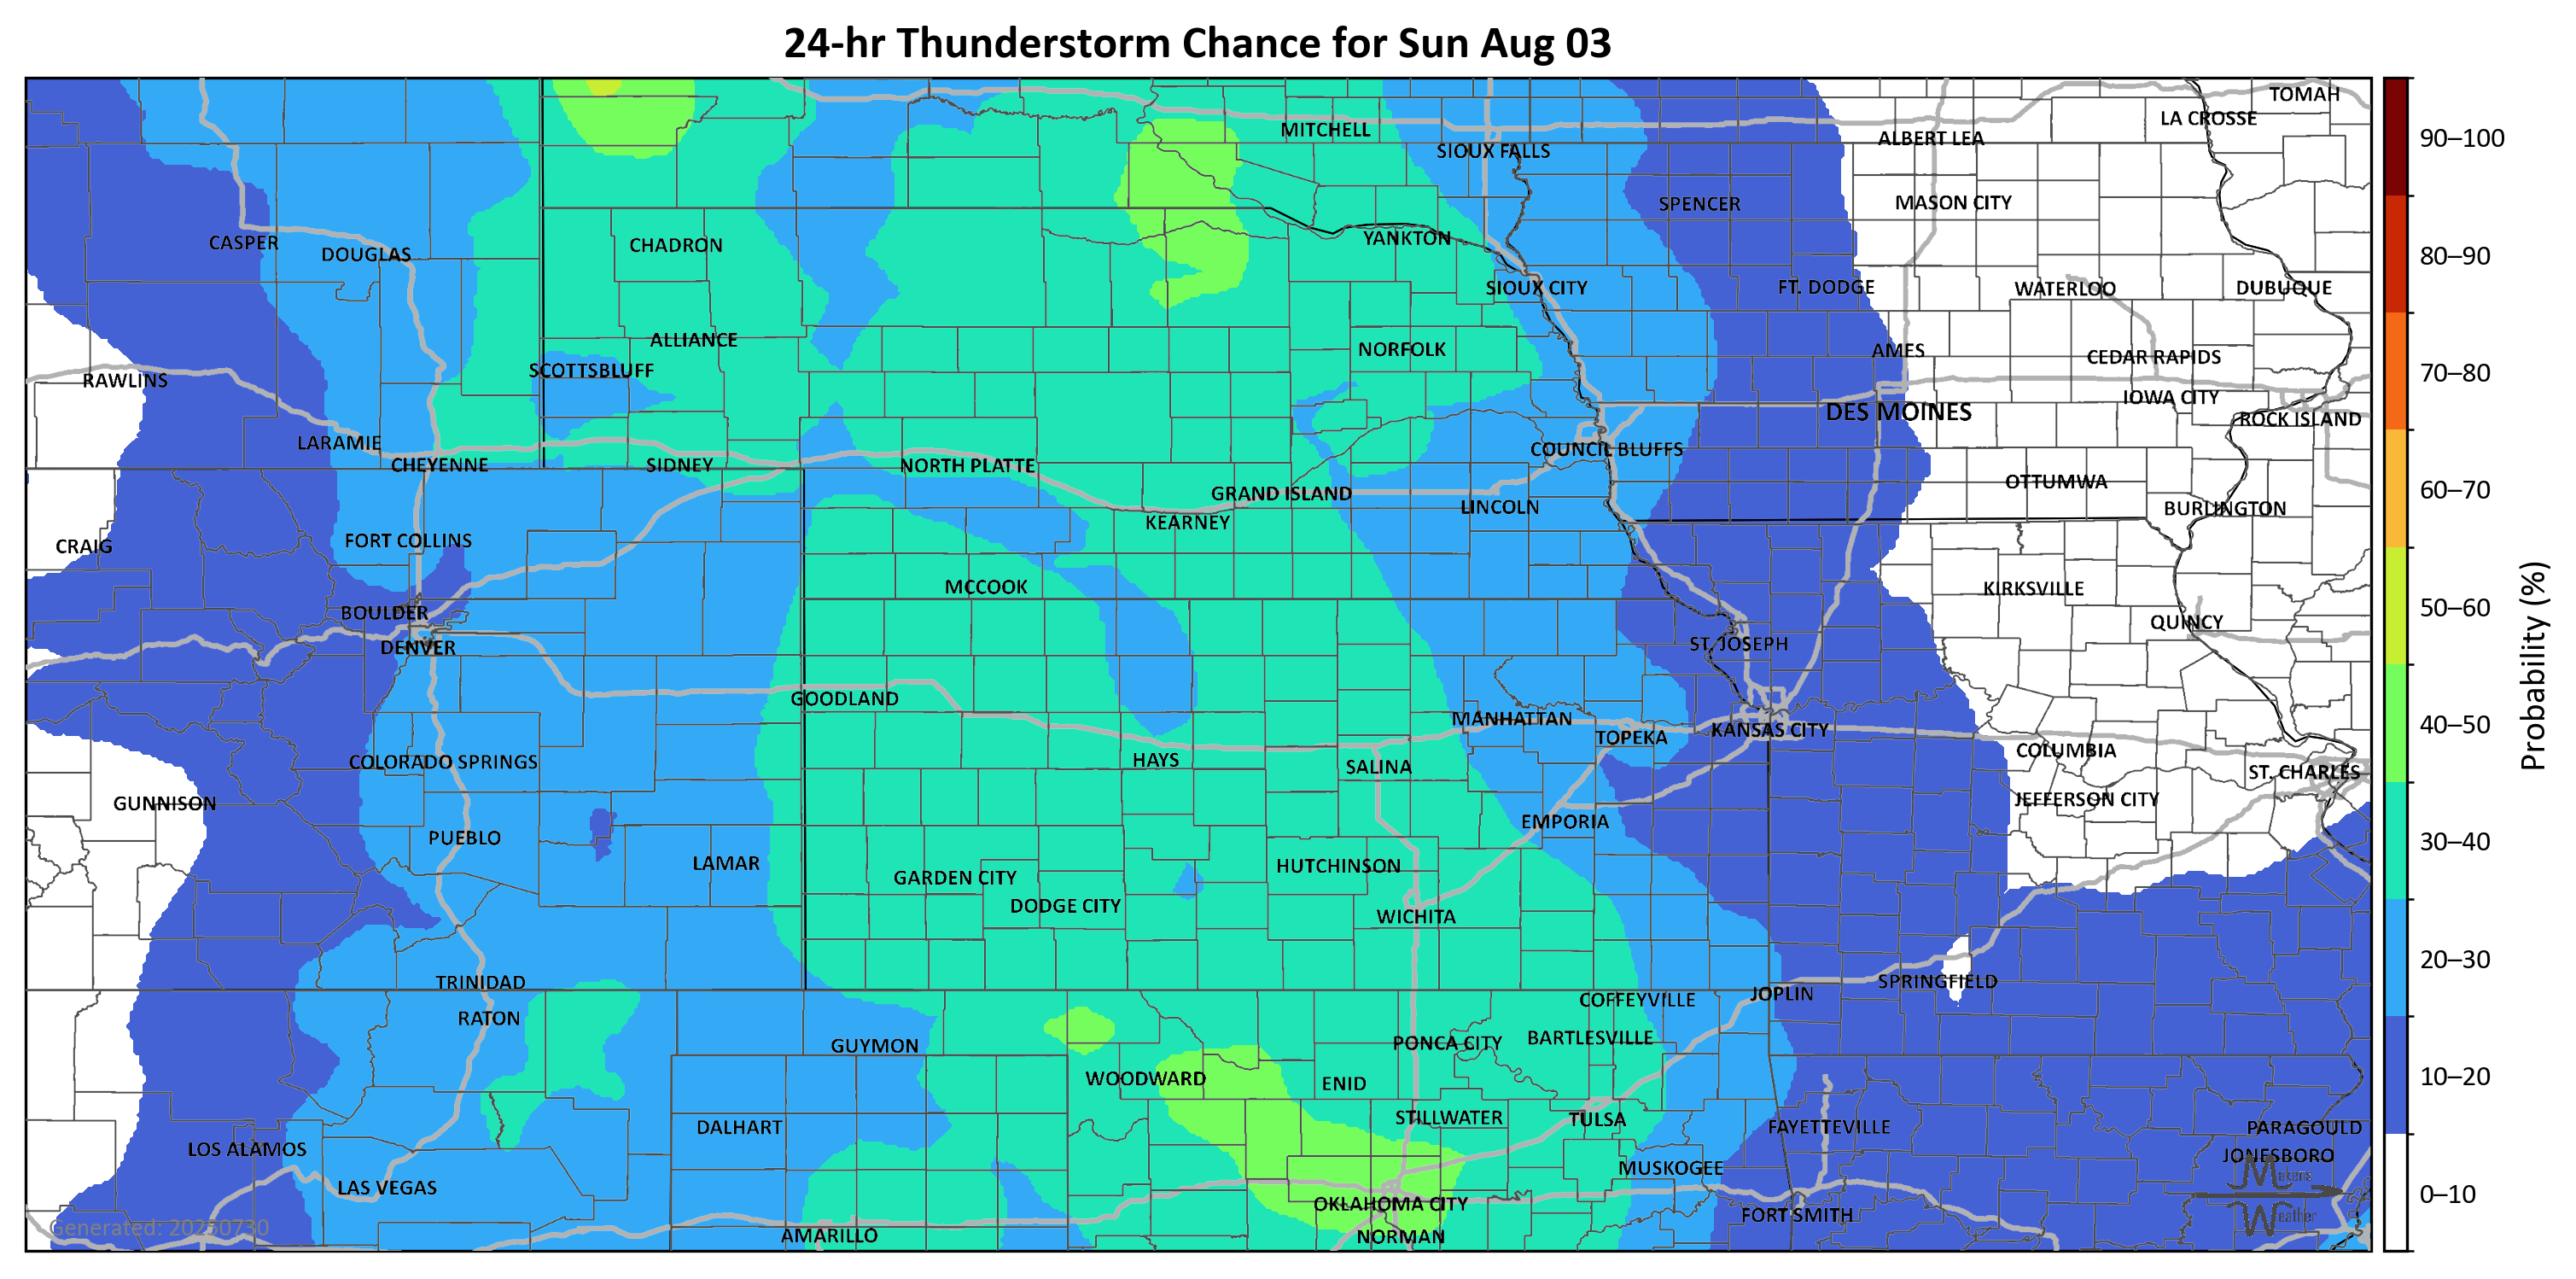 24-hr Thunderstorm Chance for Sun Aug 03
TOMAH
LA CROSSE
MITCHELL
ALBERT LEA
SIOUX FALLS
SPENCER
MASON CITY
CASPER
DOUGLAS
CHADRON
YANKTON
SIOUX CITY
FT. DODGE
WATERLOO
DUBUQUE
ALLIANCE
NORFOLK
AMES
CEDAR RAPIDS
SCOTTSBLUFF
RAWLINS
IOWA CITY
DES MOINES
ROCK ISLAND
LARAMIE
COUNCIL BLUFFS
CHEYENNE
SIDNEY
NORTH PLATTE
OTTUMWA
GRAND ISLAND
LINCOLN
BURLINGTON
KEARNEY
CRAIG
FORT COLLINS
MCCOOK
KIRKSVILLE
BOULDER
QUINCY
DENVER
ST. JOSEPH
GOODLAND
MANHATTAN
TOPEKA
KANSAS CITY
COLUMBIA
COLORADO SPRINGS
HAYS
SALINA
ST. CHARLES
GUNNISON
JEFFERSON CITY
EMPORIA
PUEBLO
LAMAR
HUTCHINSON
GARDEN CITY
DODGE CITY
WICHITA
TRINIDAD
SPRINGFIELD
JOPLIN
COFFEYVILLE
RATON
BARTLESVILLE
PONCA CITY
GUYMON
WOODWARD
ENID
STILLWATER
TULSA
DALHART
FAYETTEVILLE
PARAGOULD
LOS ALAMOS
JONESBORO
MUSKOGEE
LAS VEGAS
OKLAHOMA CITY
FORT SMITH
AMARILLO
NORMAN
Generated: 20250730
Mekens
Weather
90–100
80–90
70–80
60–70
50–60
40–50
30–40
20–30
10–20
0–10
Probability (%)